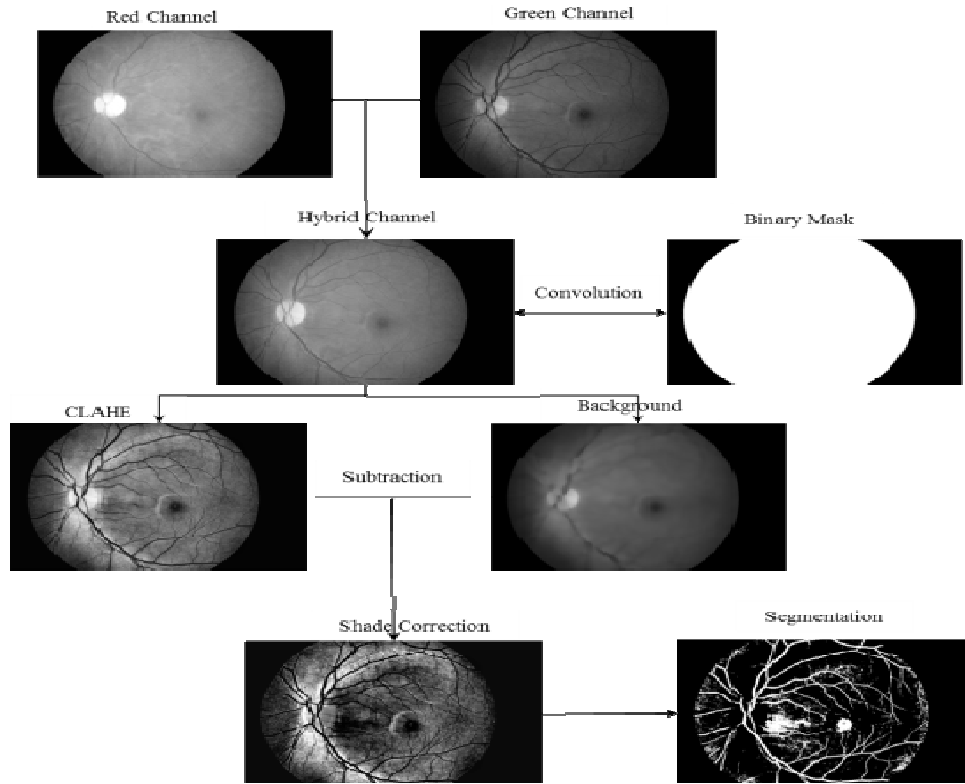 Red Channel
Green Channel
Hybrid Channel
Binary Mask
Convolution
CLAHE
Background
Subtraction
Shade Correction
Segmentation